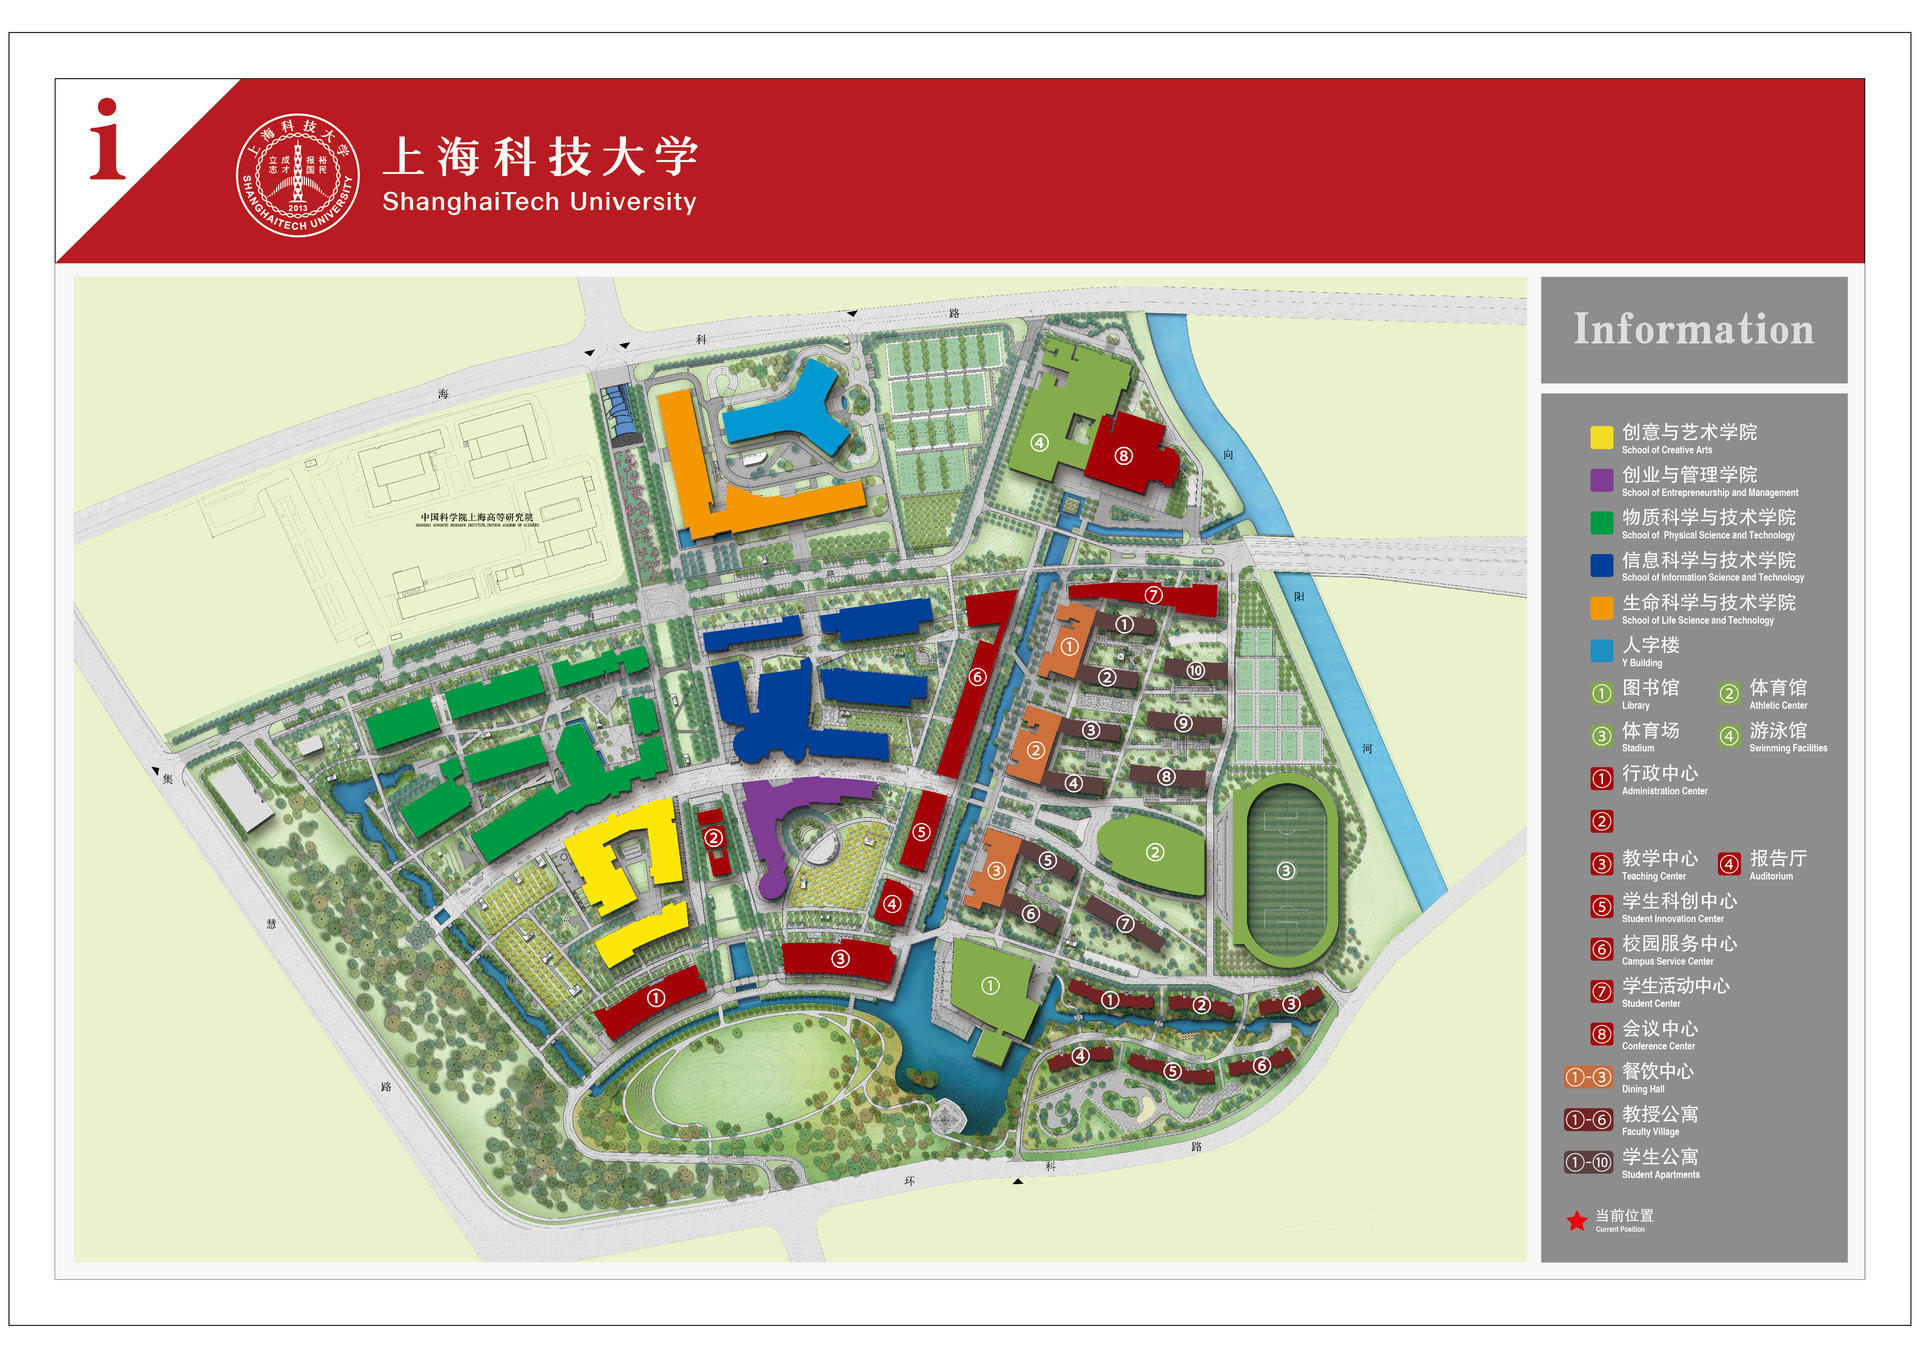 i
上海科技大学
立志 成才 报国 裕民
2013
SHANGHAITECH UNIVERSITY
上海科技大学
ShanghaiTech University
Information
创意与艺术学院
School of Creative Arts
创业与管理学院
School of Entrepreneurship and Management
物质科学与技术学院
School of Physical Science and Technology
信息科学与技术学院
School of Information Science and Technology
生命科学与技术学院
School of Life Science and Technology
人字楼
Y Building
① 图书馆 ② 体育馆
Library Athletic Center
③ 体育场 ④ 游泳馆
Stadium Swimming Facilities
① 行政中心
Administration Center
②
③ 教学中心 ④ 报告厅
Teaching Center Auditorium
⑤ 学生科创中心
Student Innovation Center
⑥ 校园服务中心
Campus Service Center
⑦ 学生活动中心
Student Center
⑧ 会议中心
Conference Center
①-③ 餐饮中心
Dining Hall
①-⑥ 教授公寓
Faculty Village
①-⑩ 学生公寓
Student Apartments
当前位置
Current Position
海 科 路
中国科学院上海高等研究院
SHANGHAI ADVANCED RESEARCH INSTITUTE, CHINESE ACADEMY OF SCIENCES
向 阳 河
集 慧 路
环 科 路
④
⑧
⑦
①
①
⑥
②
⑩
③
⑨
②
④
⑧
②
⑤
③
⑤
②
③
④
⑥
⑦
③
①
①
①
②
③
④
⑤
⑥